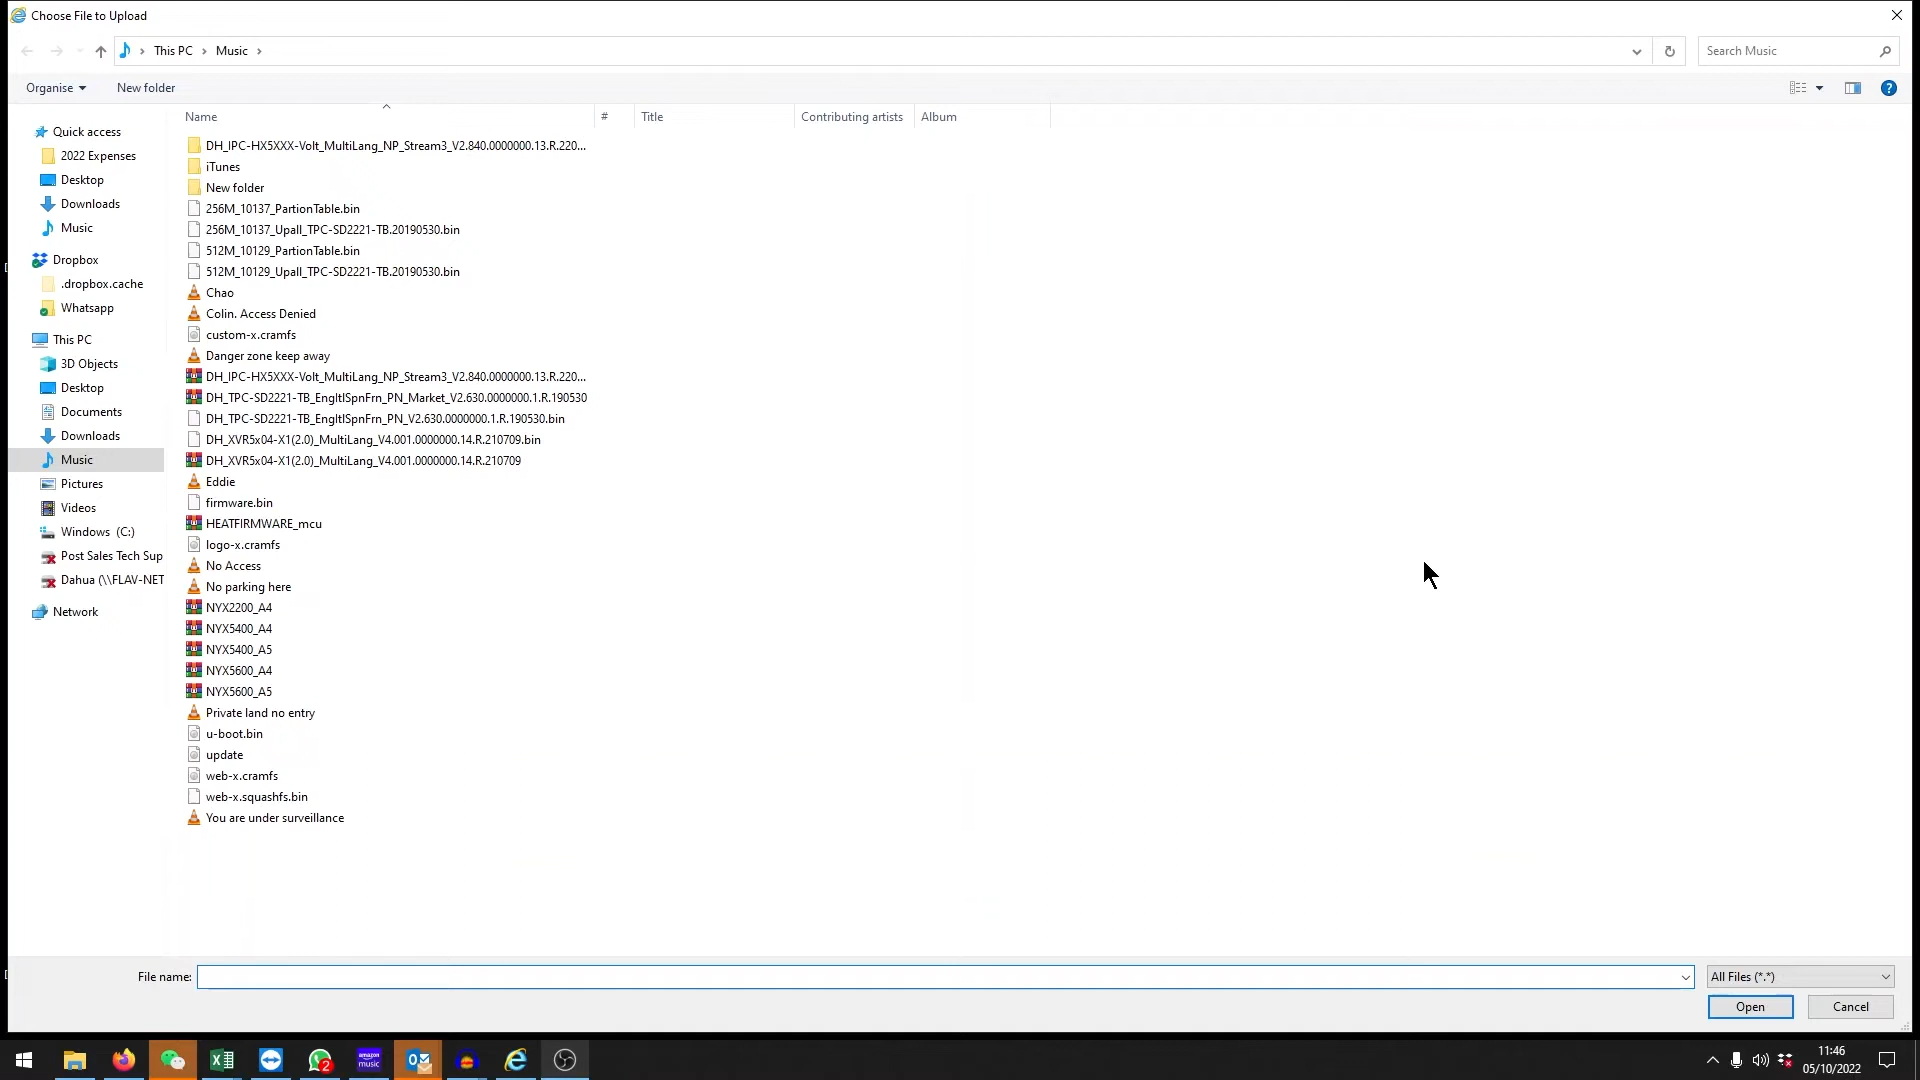 Choose File to Upload
This PC
Music
Search Music
Organise
New folder
Name
#
Title
Contributing artists
Album
Quick access
2022 Expenses
Desktop
Downloads
Music
Dropbox
.dropbox.cache
Whatsapp
This PC
3D Objects
Desktop
Documents
Downloads
Music
Pictures
Videos
Windows (C:)
Post Sales Tech Sup
Dahua (\\FLAV-NET
Network
DH_IPC-HX5XXX-Volt_MultiLang_NP_Stream3_V2.840.0000000.13.R.220...
iTunes
New folder
256M_10137_PartionTable.bin
256M_10137_Upall_TPC-SD2221-TB.20190530.bin
512M_10129_PartionTable.bin
512M_10129_Upall_TPC-SD2221-TB.20190530.bin
Chao
Colin. Access Denied
custom-x.cramfs
Danger zone keep away
DH_IPC-HX5XXX-Volt_MultiLang_NP_Stream3_V2.840.0000000.13.R.220...
DH_TPC-SD2221-TB_EngItlSpnFrn_PN_Market_V2.630.0000000.1.R.190530
DH_TPC-SD2221-TB_EngItlSpnFrn_PN_V2.630.0000000.1.R.190530.bin
DH_XVR5x04-X1(2.0)_MultiLang_V4.001.0000000.14.R.210709.bin
DH_XVR5x04-X1(2.0)_MultiLang_V4.001.0000000.14.R.210709
Eddie
firmware.bin
HEATFIRMWARE_mcu
logo-x.cramfs
No Access
No parking here
NYX2200_A4
NYX5400_A4
NYX5400_A5
NYX5600_A4
NYX5600_A5
Private land no entry
u-boot.bin
update
web-x.cramfs
web-x.squashfs.bin
You are under surveillance
File name:
All Files (*.*)
Open
Cancel
2
amazon music
11:46
05/10/2022